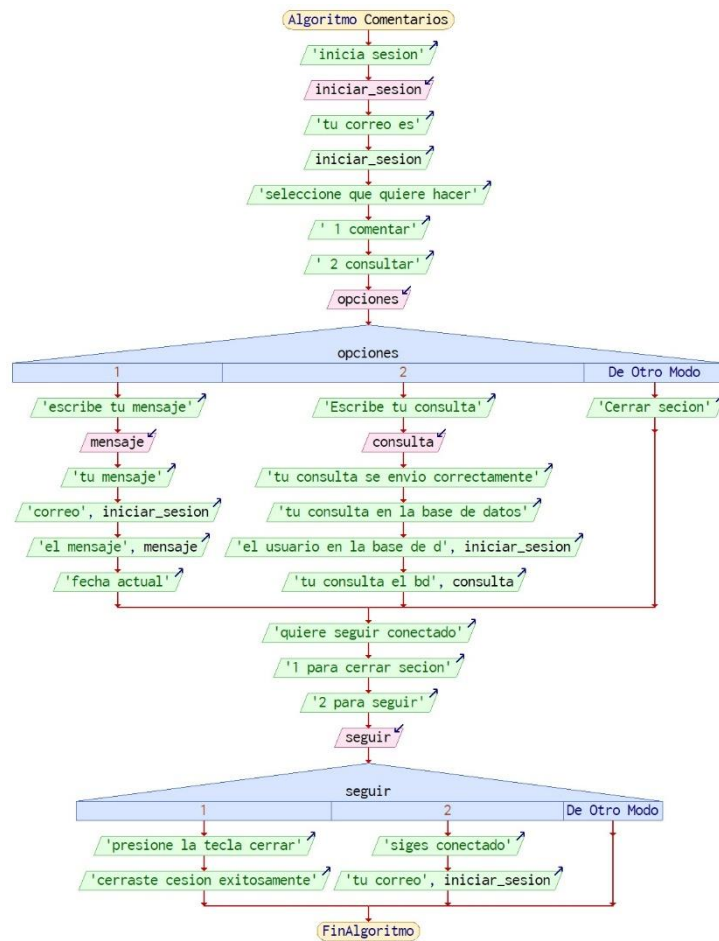 Algoritmo Comentarios
'inicia sesion'
iniciar_sesion
'tu correo es'
iniciar_sesion
'seleccione que quiere hacer'
' 1 comentar'
' 2 consultar'
opciones
opciones
1 2 De Otro Modo
'escribe tu mensaje' 'Escribe tu consulta' 'Cerrar secion'
mensaje consulta
'tu mensaje' 'tu consulta se envio correctamente'
'correo', iniciar_sesion 'tu consulta en la base de datos'
'el mensaje', mensaje 'el usuario en la base de d', iniciar_sesion
'fecha actual' 'tu consulta el bd', consulta
'quiere seguir conectado'
'1 para cerrar secion'
'2 para seguir'
seguir
seguir
1 2 De Otro Modo
'presione la tecla cerrar' 'siges conectado'
'cerraste cesion exitosamente' 'tu correo', iniciar_sesion
FinAlgoritmo